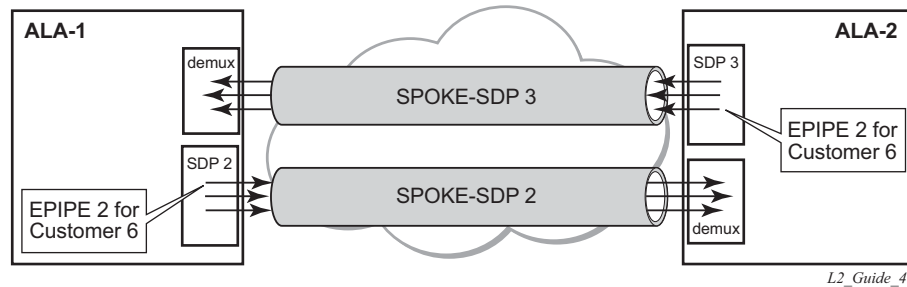 ALA-1
ALA-2
demux
SPOKE-SDP 3
SDP 3
EPIPE 2 for
Customer 6
SDP 2
EPIPE 2 for
Customer 6
SPOKE-SDP 2
demux
L2_Guide_4